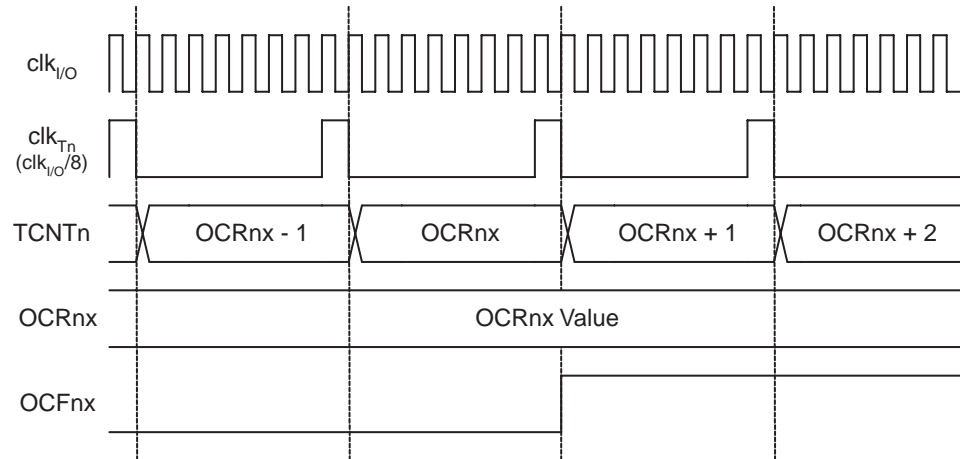 clkI/O
clkTn
(clkI/O/8)
TCNTn OCRnx - 1 OCRnx OCRnx + 1 OCRnx + 2
OCRnx OCRnx Value
OCFnx